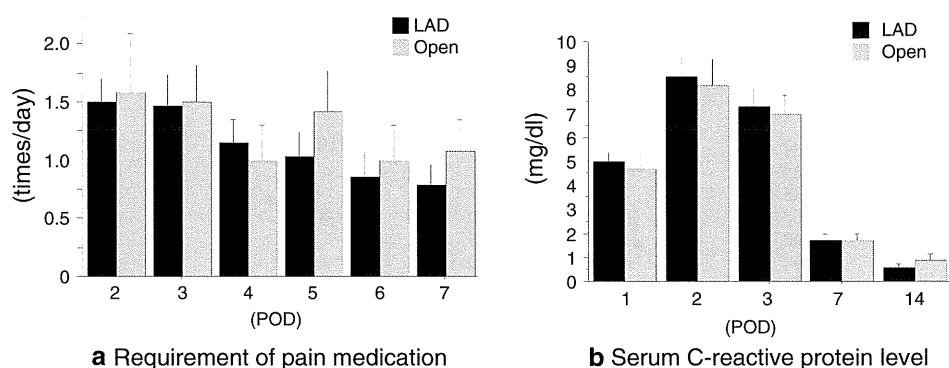 LAD
Open
2.0
1.5
1.0
0.5
0
(times/day)
2 3 4 5 6 7
(POD)
a Requirement of pain medication
LAD
Open
10
9
8
7
6
5
4
3
2
1
0
(mg/dl)
1 2 3 7 14
(POD)
b Serum C-reactive protein level